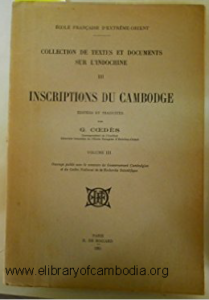 ÉCOLE FRANÇAISE D'EXTRÊME-ORIENT
COLLECTION DE TEXTES ET DOCUMENTS
SUR L'INDOCHINE
III
INSCRIPTIONS DU CAMBODGE
ÉDITÉES ET TRADUITES
PAR
G. CŒDÈS
VOLUME III
PARIS
E. DE BOCCARD
www.elibraryofcambodia.org